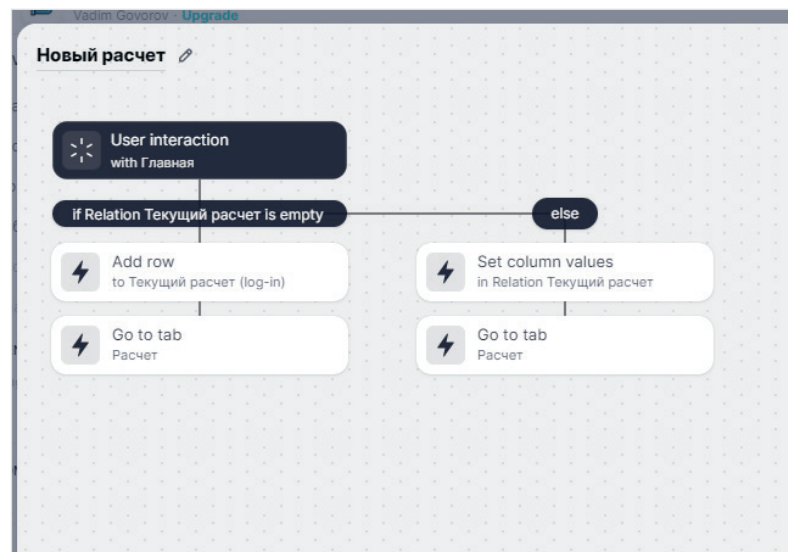 Vadim Govorov · Upgrade
Новый расчет
User interaction
with Главная
if Relation Текущий расчет is empty
else
Add row
to Текущий расчет (log-in)
Set column values
in Relation Текущий расчет
Go to tab
Расчет
Go to tab
Расчет